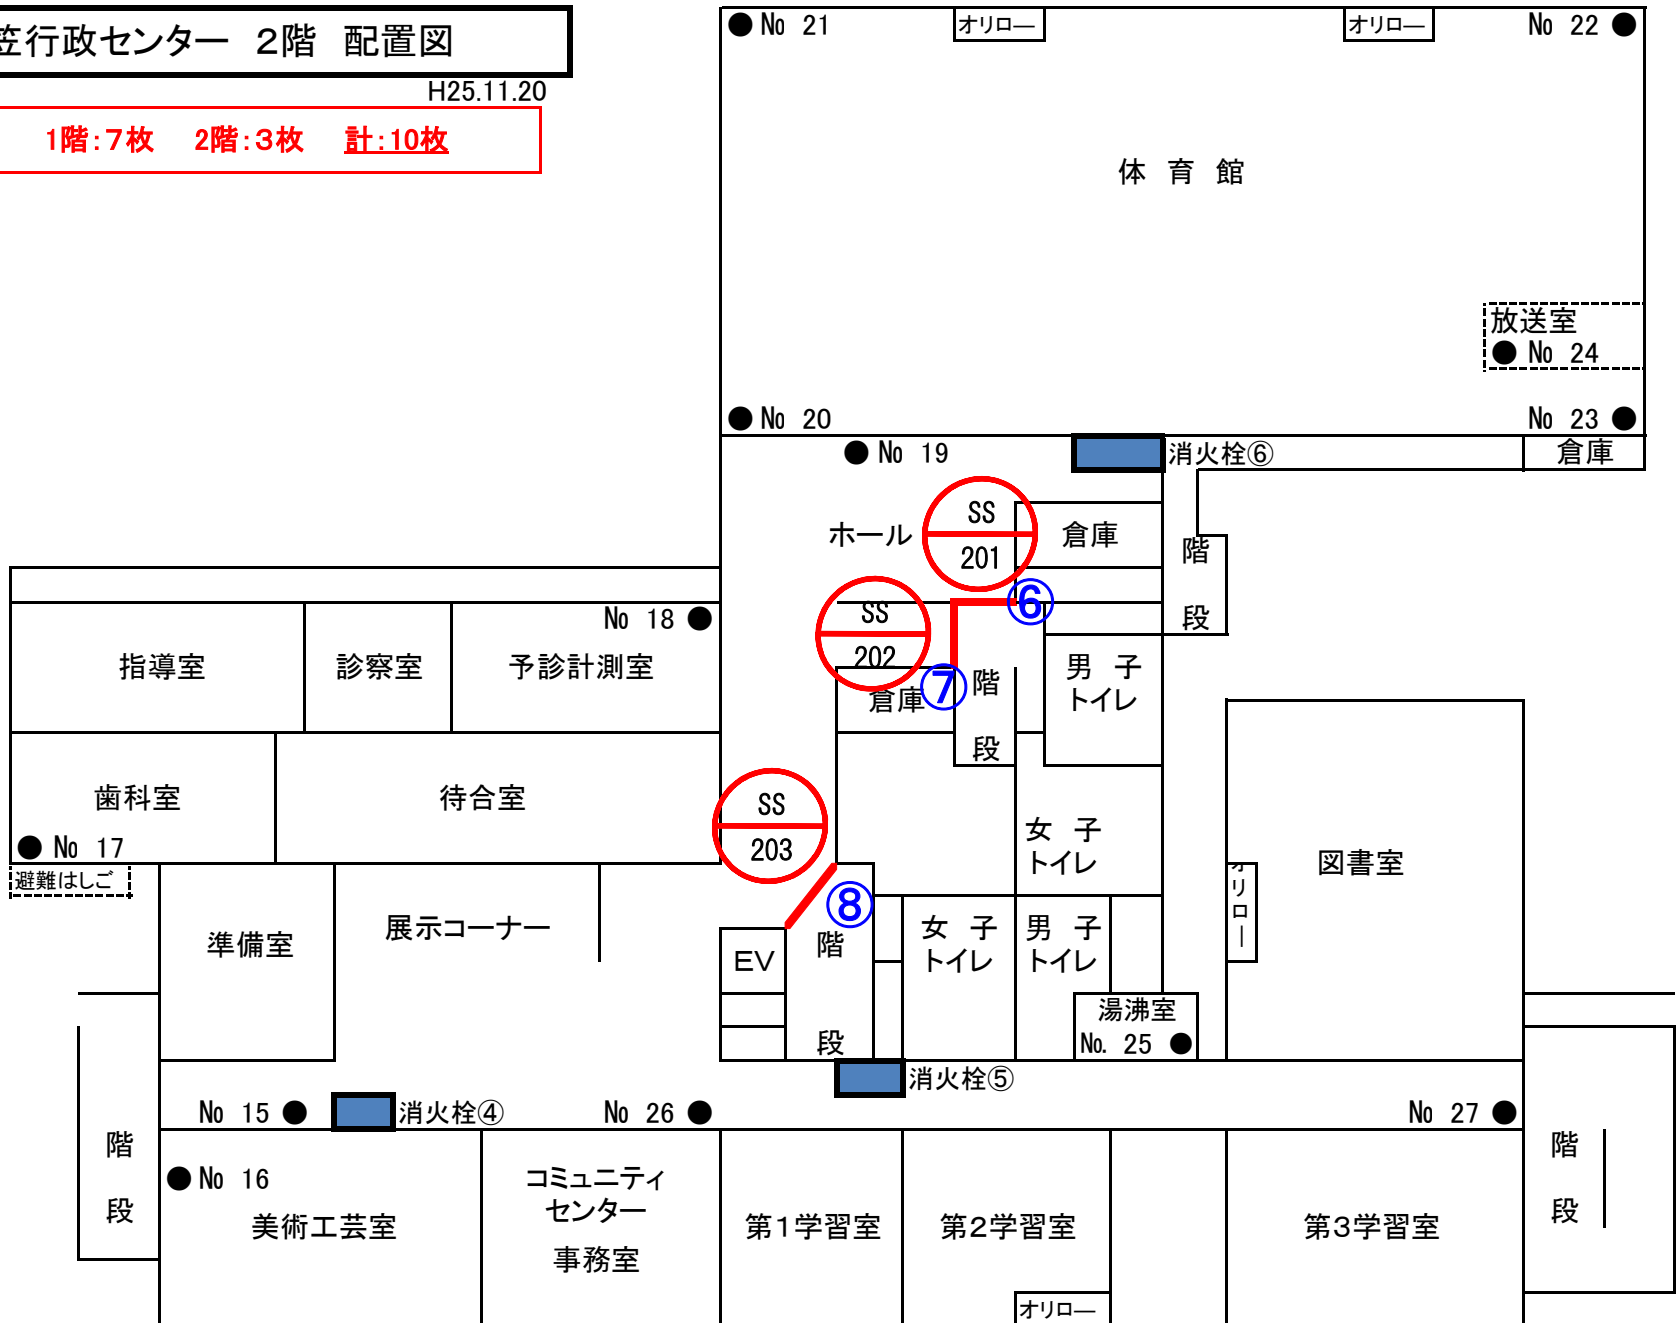 笠行政センター 2階 配置図
H25.11.20
1階:7枚 2階:3枚 計:10枚
● № 21
オリロー
オリロー
№ 22 ●
体 育 館
放送室
● № 24
● № 20
№ 23 ●
● № 19
消火栓⑥
倉庫
SS
201
ホール
倉庫
階
段
⑥
SS
202
№ 18 ●
指導室
診察室
予診計測室
倉庫
⑦
階
段
男 子
トイレ
歯科室
● № 17
待合室
SS
203
女 子
トイレ
図書室
オリロー
避難はしご
⑧
準備室
展示コーナー
EV
階
段
女 子
トイレ
男 子
トイレ
湯沸室
No. 25 ●
消火栓⑤
№ 15 ●
消火栓④
№ 26 ●
№ 27 ●
階
段
● № 16
美術工芸室
コミュニティ
センター
事務室
第1学習室
第2学習室
オリロー
第3学習室
階
段